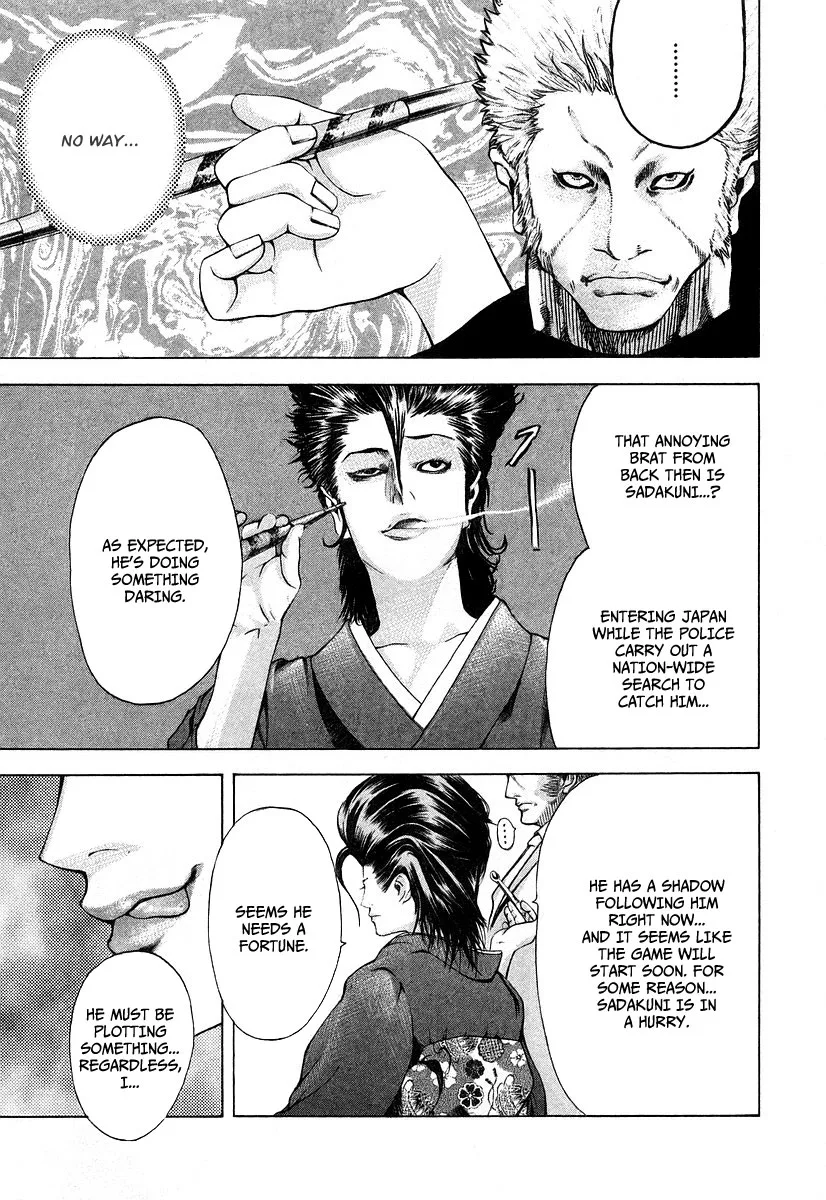 ………
NO WAY...
THAT ANNOYING
BRAT FROM
BACK THEN IS
SADAKUNI...?
ENTERING JAPAN
WHILE THE POLICE
CARRY OUT A
NATION-WIDE
SEARCH TO
CATCH HIM...
AS EXPECTED,
HE'S DOING
SOMETHING
DARING.
フー
……
HE HAS A SHADOW
FOLLOWING HIM
RIGHT NOW...
AND IT SEEMS LIKE
THE GAME WILL
START SOON. FOR
SOME REASON...
SADAKUNI IS IN
A HURRY.
SEEMS HE
NEEDS A
FORTUNE.
HE MUST BE
PLOTTING
SOMETHING...
REGARDLESS,
I...